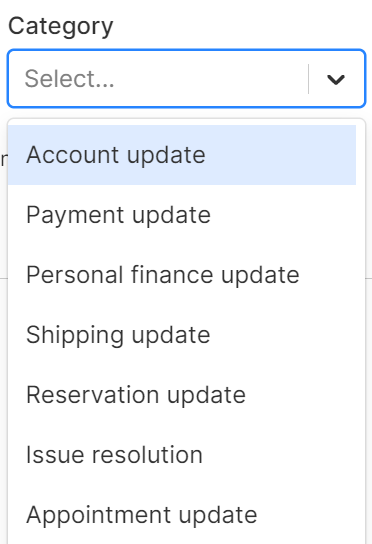 Category
Select...
Account update
Payment update
Personal finance update
Shipping update
Reservation update
Issue resolution
Appointment update